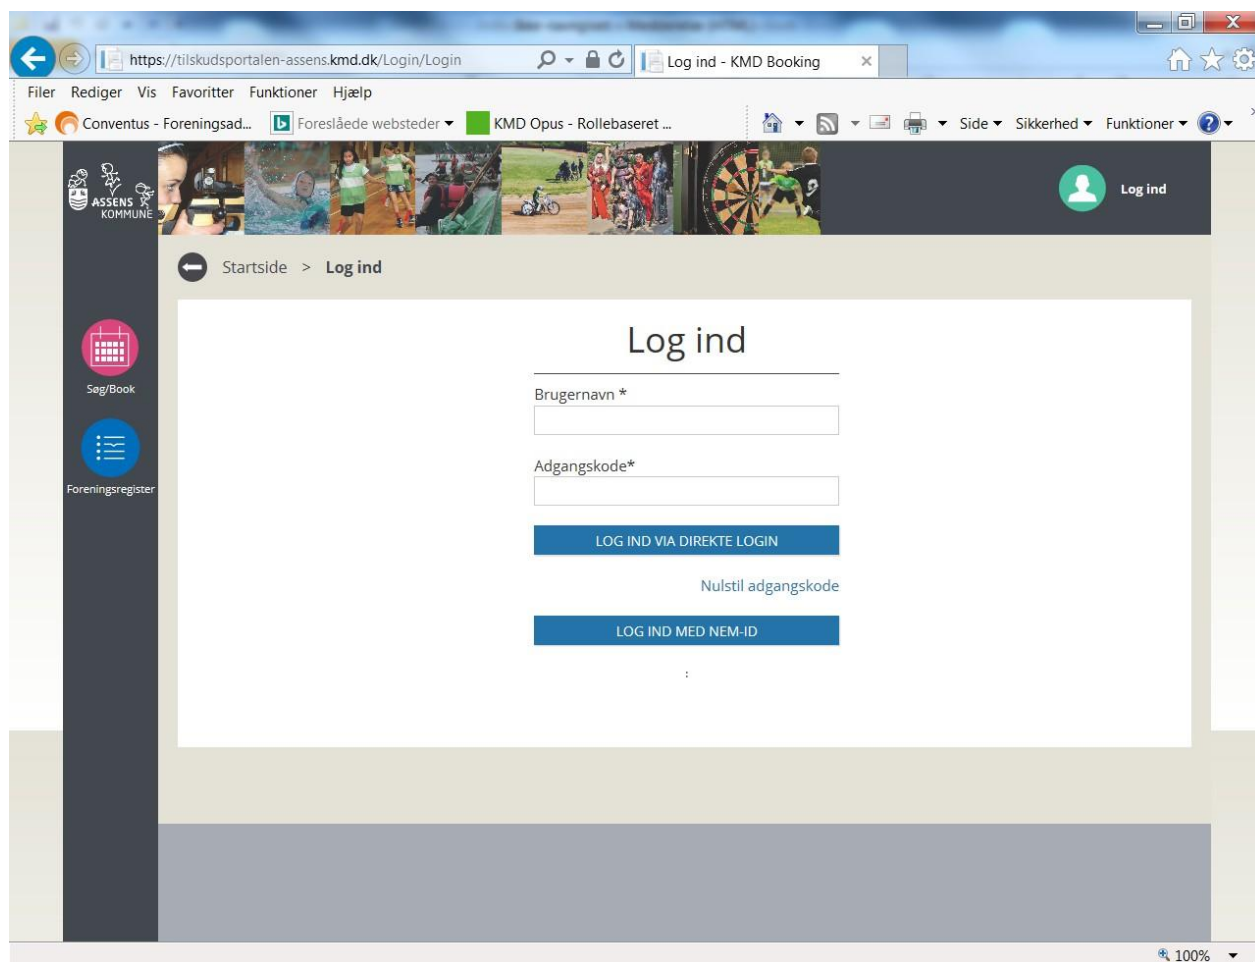 https://tilskudsportalen-assens.kmd.dk/Login/Login
Log ind - KMD Booking
Filer Rediger Vis Favoritter Funktioner Hjælp
Conventus - Foreningsad... Foreslåede websteder KMD Opus - Rollebaseret ... Side Sikkerhed Funktioner
ASSENS
KOMMUNE
Log ind
Startside > Log ind
Søg/Book
Foreningsregister
Log ind
Brugernavn *
Adgangskode*
LOG IND VIA DIREKTE LOGIN
Nulstil adgangskode
LOG IND MED NEM-ID
:
100%